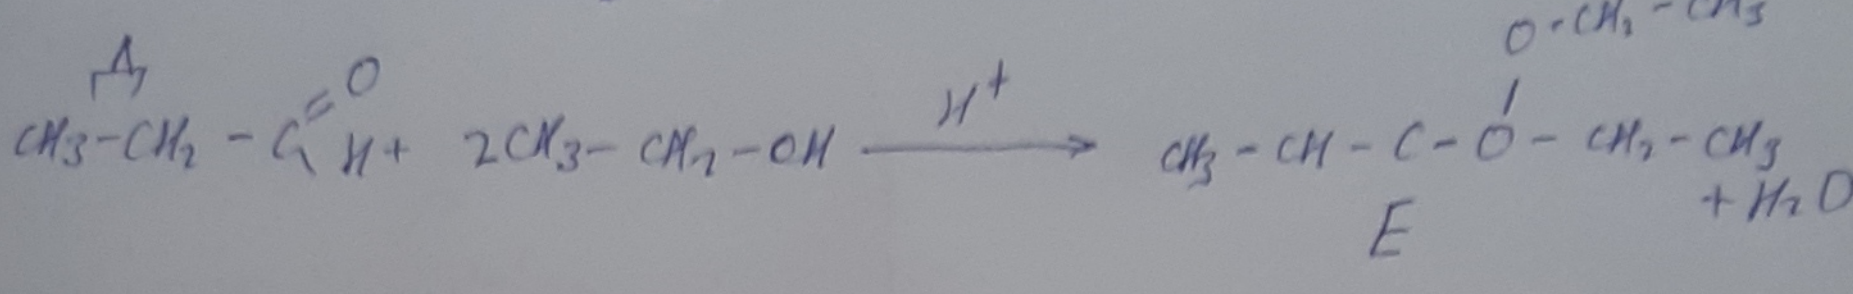 O-CH₂-CH₃
Д
O
H⁺
CH₃-CH₂-C H + 2CH₃-CH₂-OH → CH₃-CH-C-O-CH₂-CH₃
+ H₂O
E